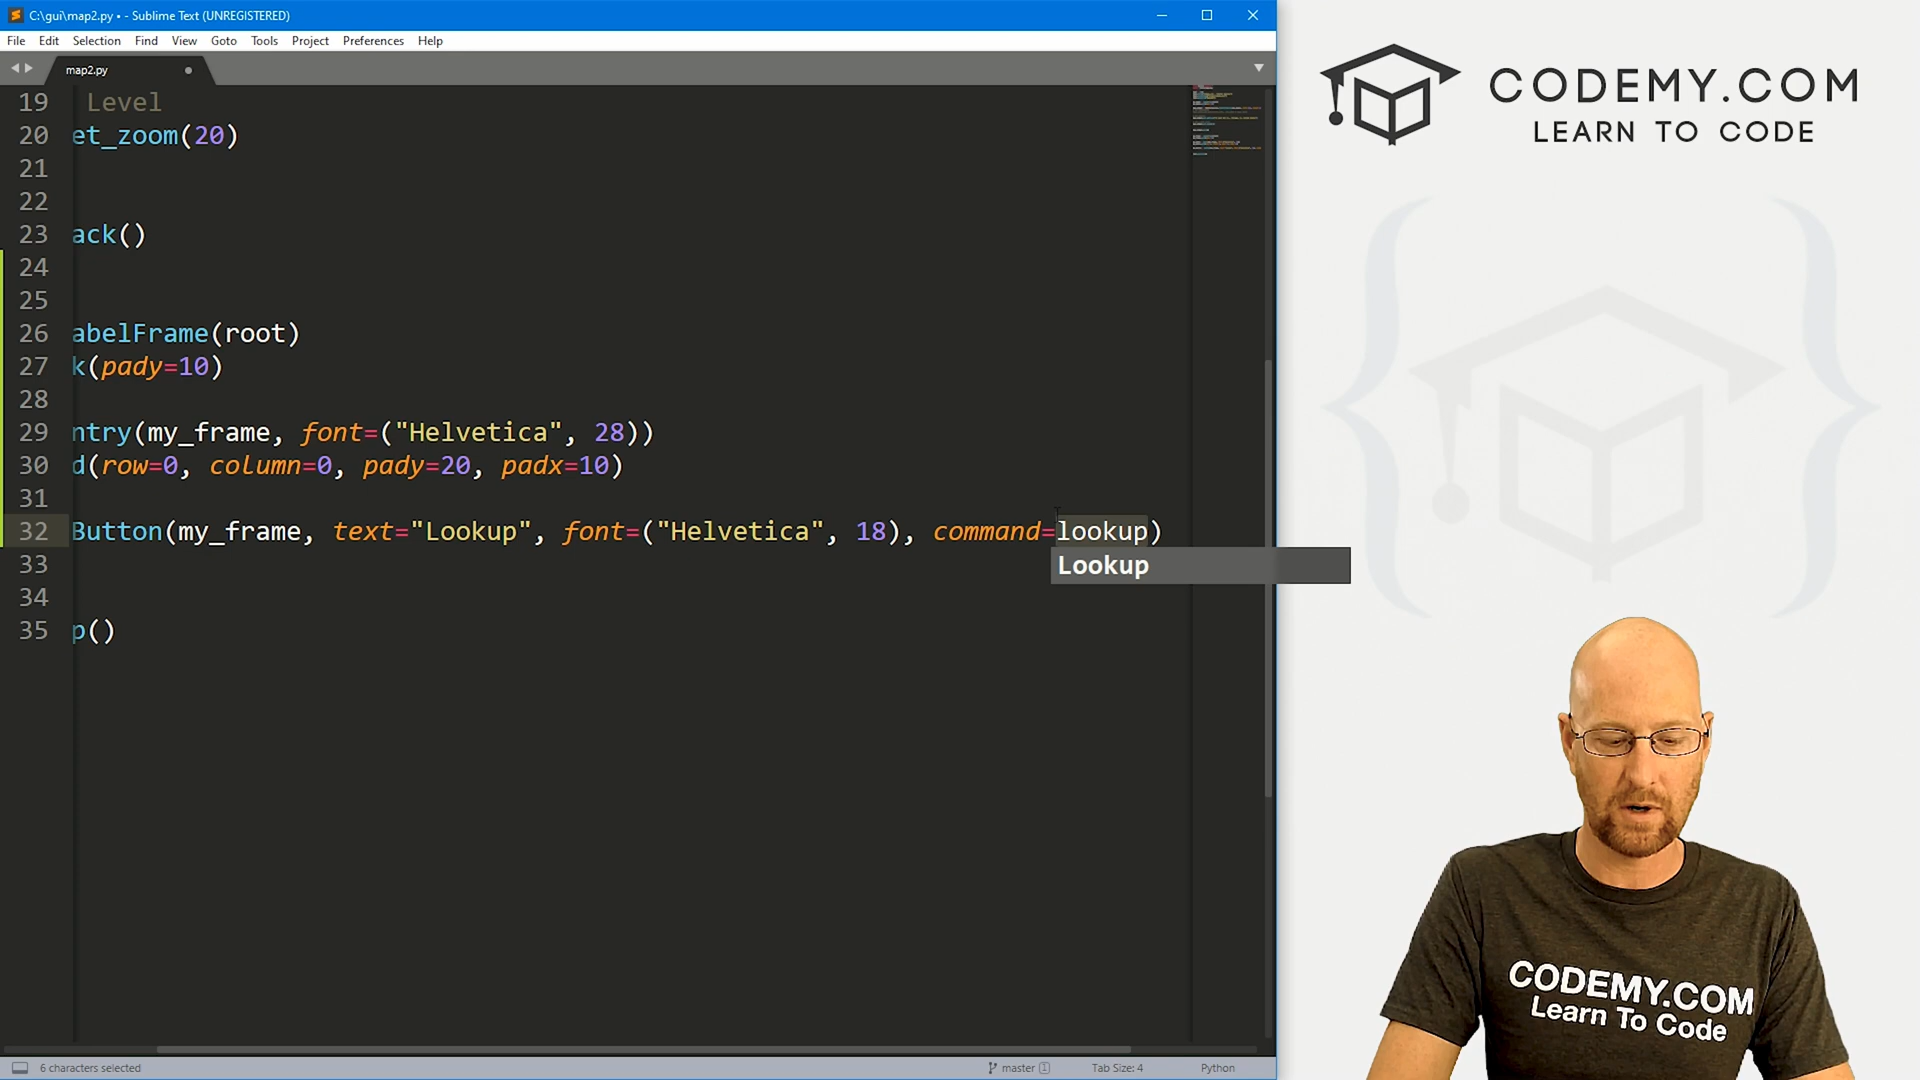 C:\gui\map2.py • - Sublime Text (UNREGISTERED)
File Edit Selection Find View Goto Tools Project Preferences Help
map2.py
19 Level
20 et_zoom(20)
21
22
23 ack()
24
25
26 abelFrame(root)
27 k(pady=10)
28
29 ntry(my_frame, font=("Helvetica", 28))
30 d(row=0, column=0, pady=20, padx=10)
31
32 Button(my_frame, text="Lookup", font=("Helvetica", 18), command=lookup)
Lookup
33
34
35 p()
6 characters selected
master 1
Tab Size: 4
Python
CODEMY.COM
LEARN TO CODE
CODEMY.COM
Learn To Code